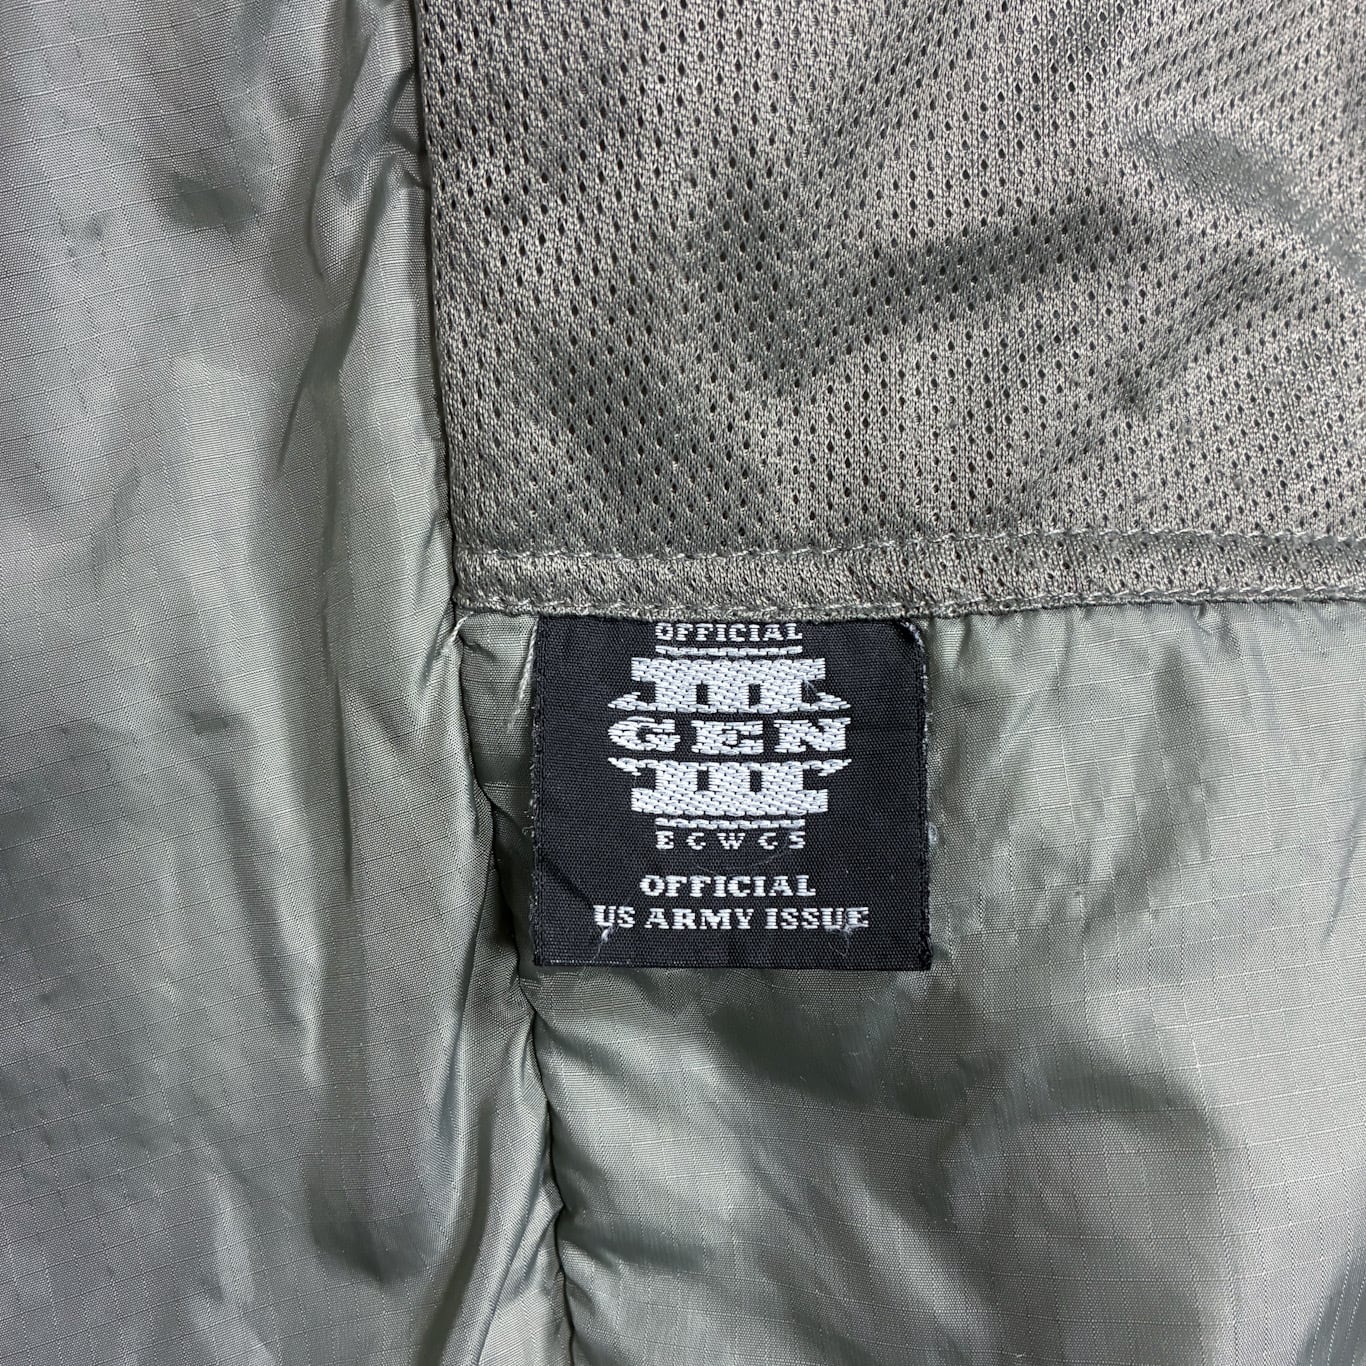 OFFICIAL
III
GEN
III
ECWCS
OFFICIAL
US ARMY ISSUE